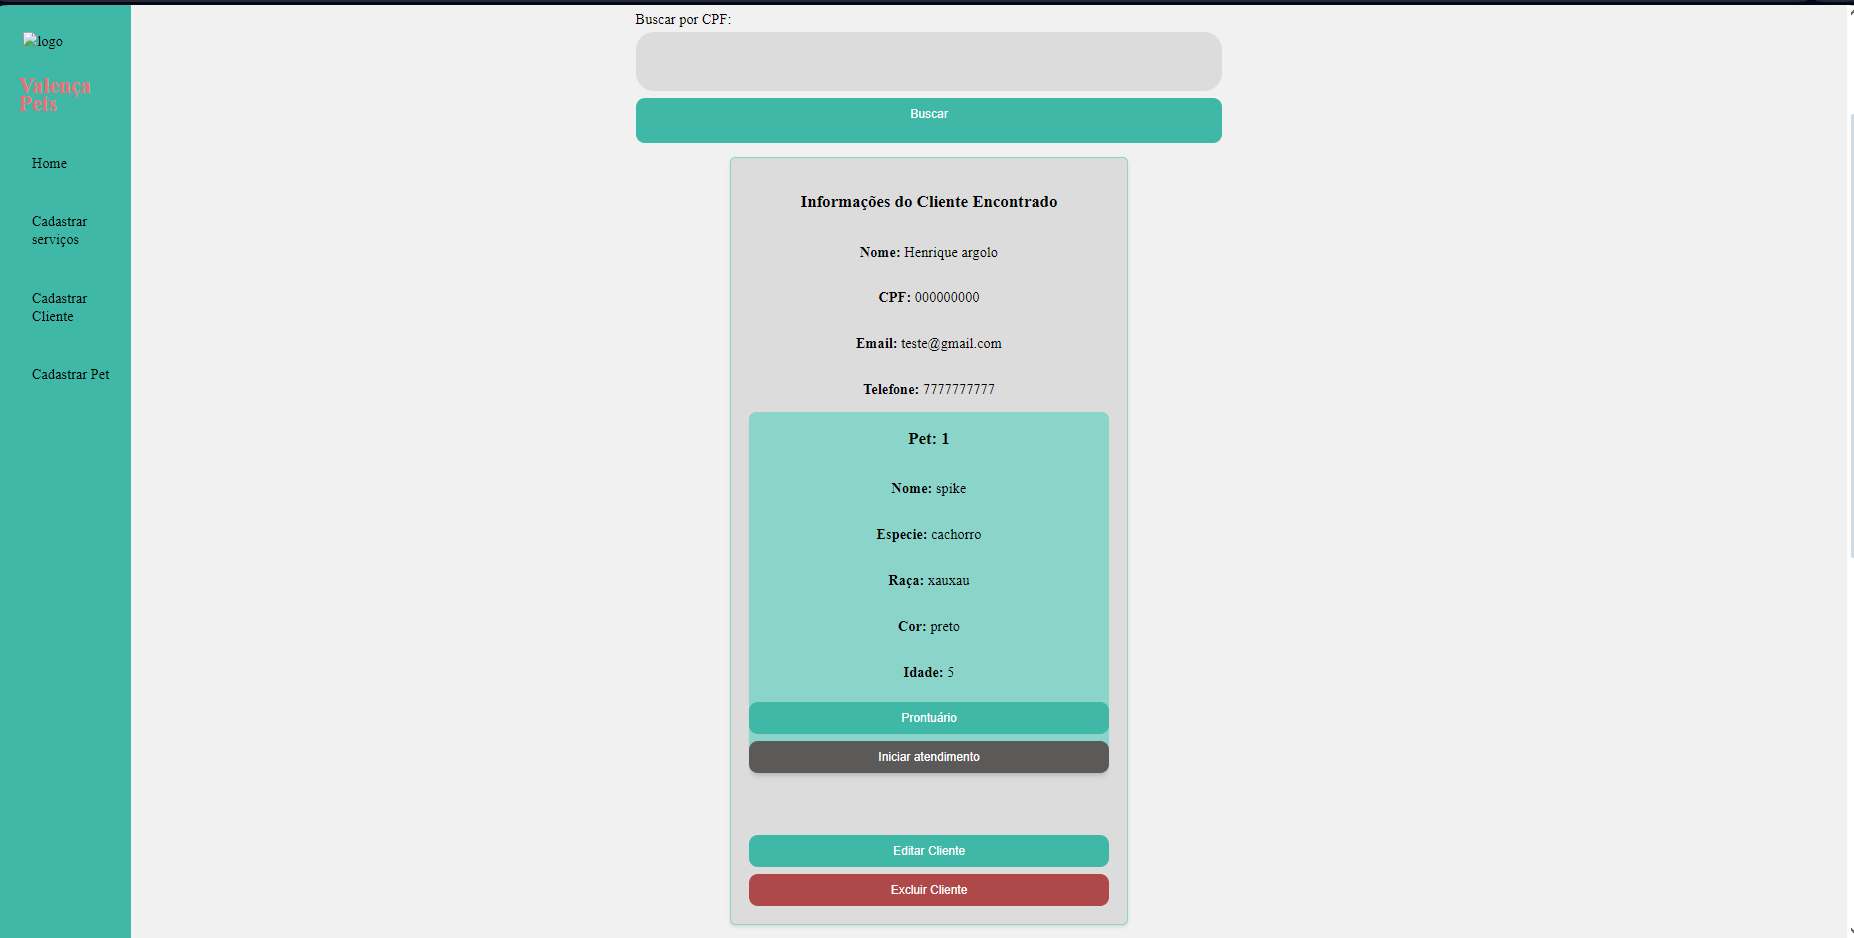 logo
Valença
Pets
Home
Cadastrar
serviços
Cadastrar
Cliente
Cadastrar Pet
Buscar por CPF:
Buscar
Informações do Cliente Encontrado
Nome: Henrique argolo
CPF: 000000000
Email: teste@gmail.com
Telefone: 7777777777
Pet: 1
Nome: spike
Especie: cachorro
Raça: xauxau
Cor: preto
Idade: 5
Prontuário
Iniciar atendimento
Editar Cliente
Excluir Cliente